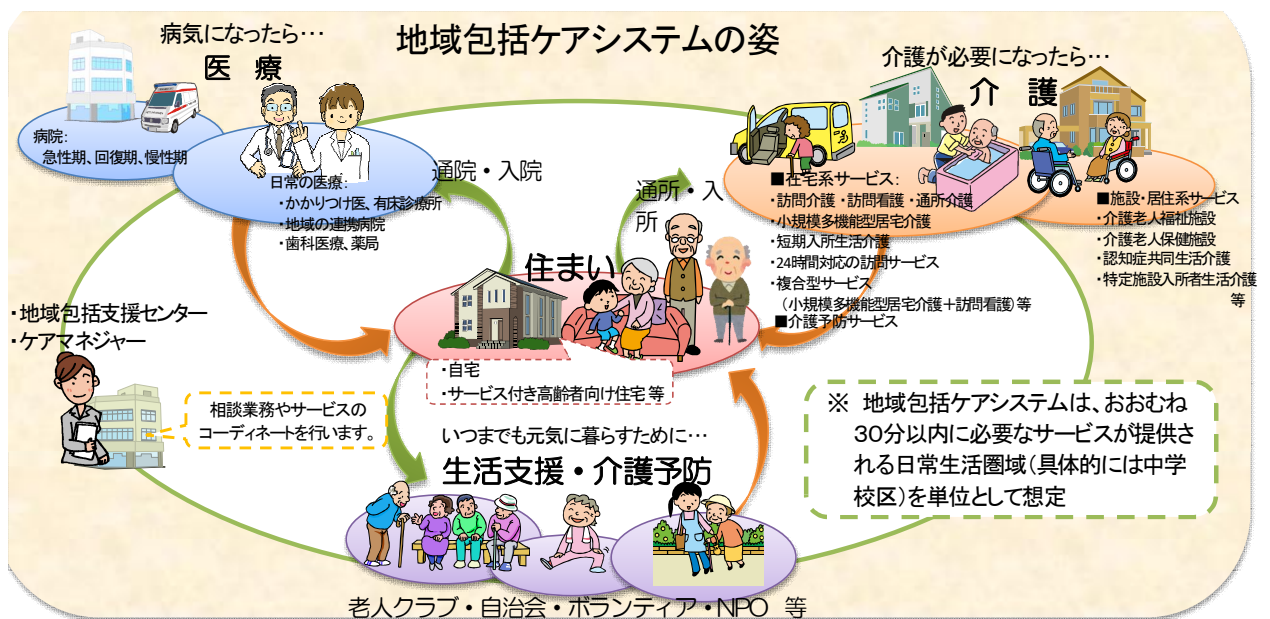 地域包括ケアシステムの姿
病気になったら…
医 療
病院:
急性期、回復期、慢性期
日常の医療:
・かかりつけ医、有床診療所
・地域の連携病院
・歯科医療、薬局
通院・入院
通所・入
所
介護が必要になったら…
介 護
■在宅系サービス:
・訪問介護・訪問看護・通所介護
・小規模多機能型居宅介護
・短期入所生活介護
・24時間対応の訪問サービス
・複合型サービス
(小規模多機能型居宅介護+訪問看護)等
■介護予防サービス
■施設・居住系サービス
・介護老人福祉施設
・介護老人保健施設
・認知症共同生活介護
・特定施設入所者生活介護
等
住まい
・自宅
・サービス付き高齢者向け住宅 等
・地域包括支援センター
・ケアマネジャー
相談業務やサービスの
コーディネートを行います。
いつまでも元気に暮らすために…
生活支援・介護予防
老人クラブ・自治会・ボランティア・NPO 等
※ 地域包括ケアシステムは、おおむね
30分以内に必要なサービスが提供さ
れる日常生活圏域(具体的には中学
校区)を単位として想定